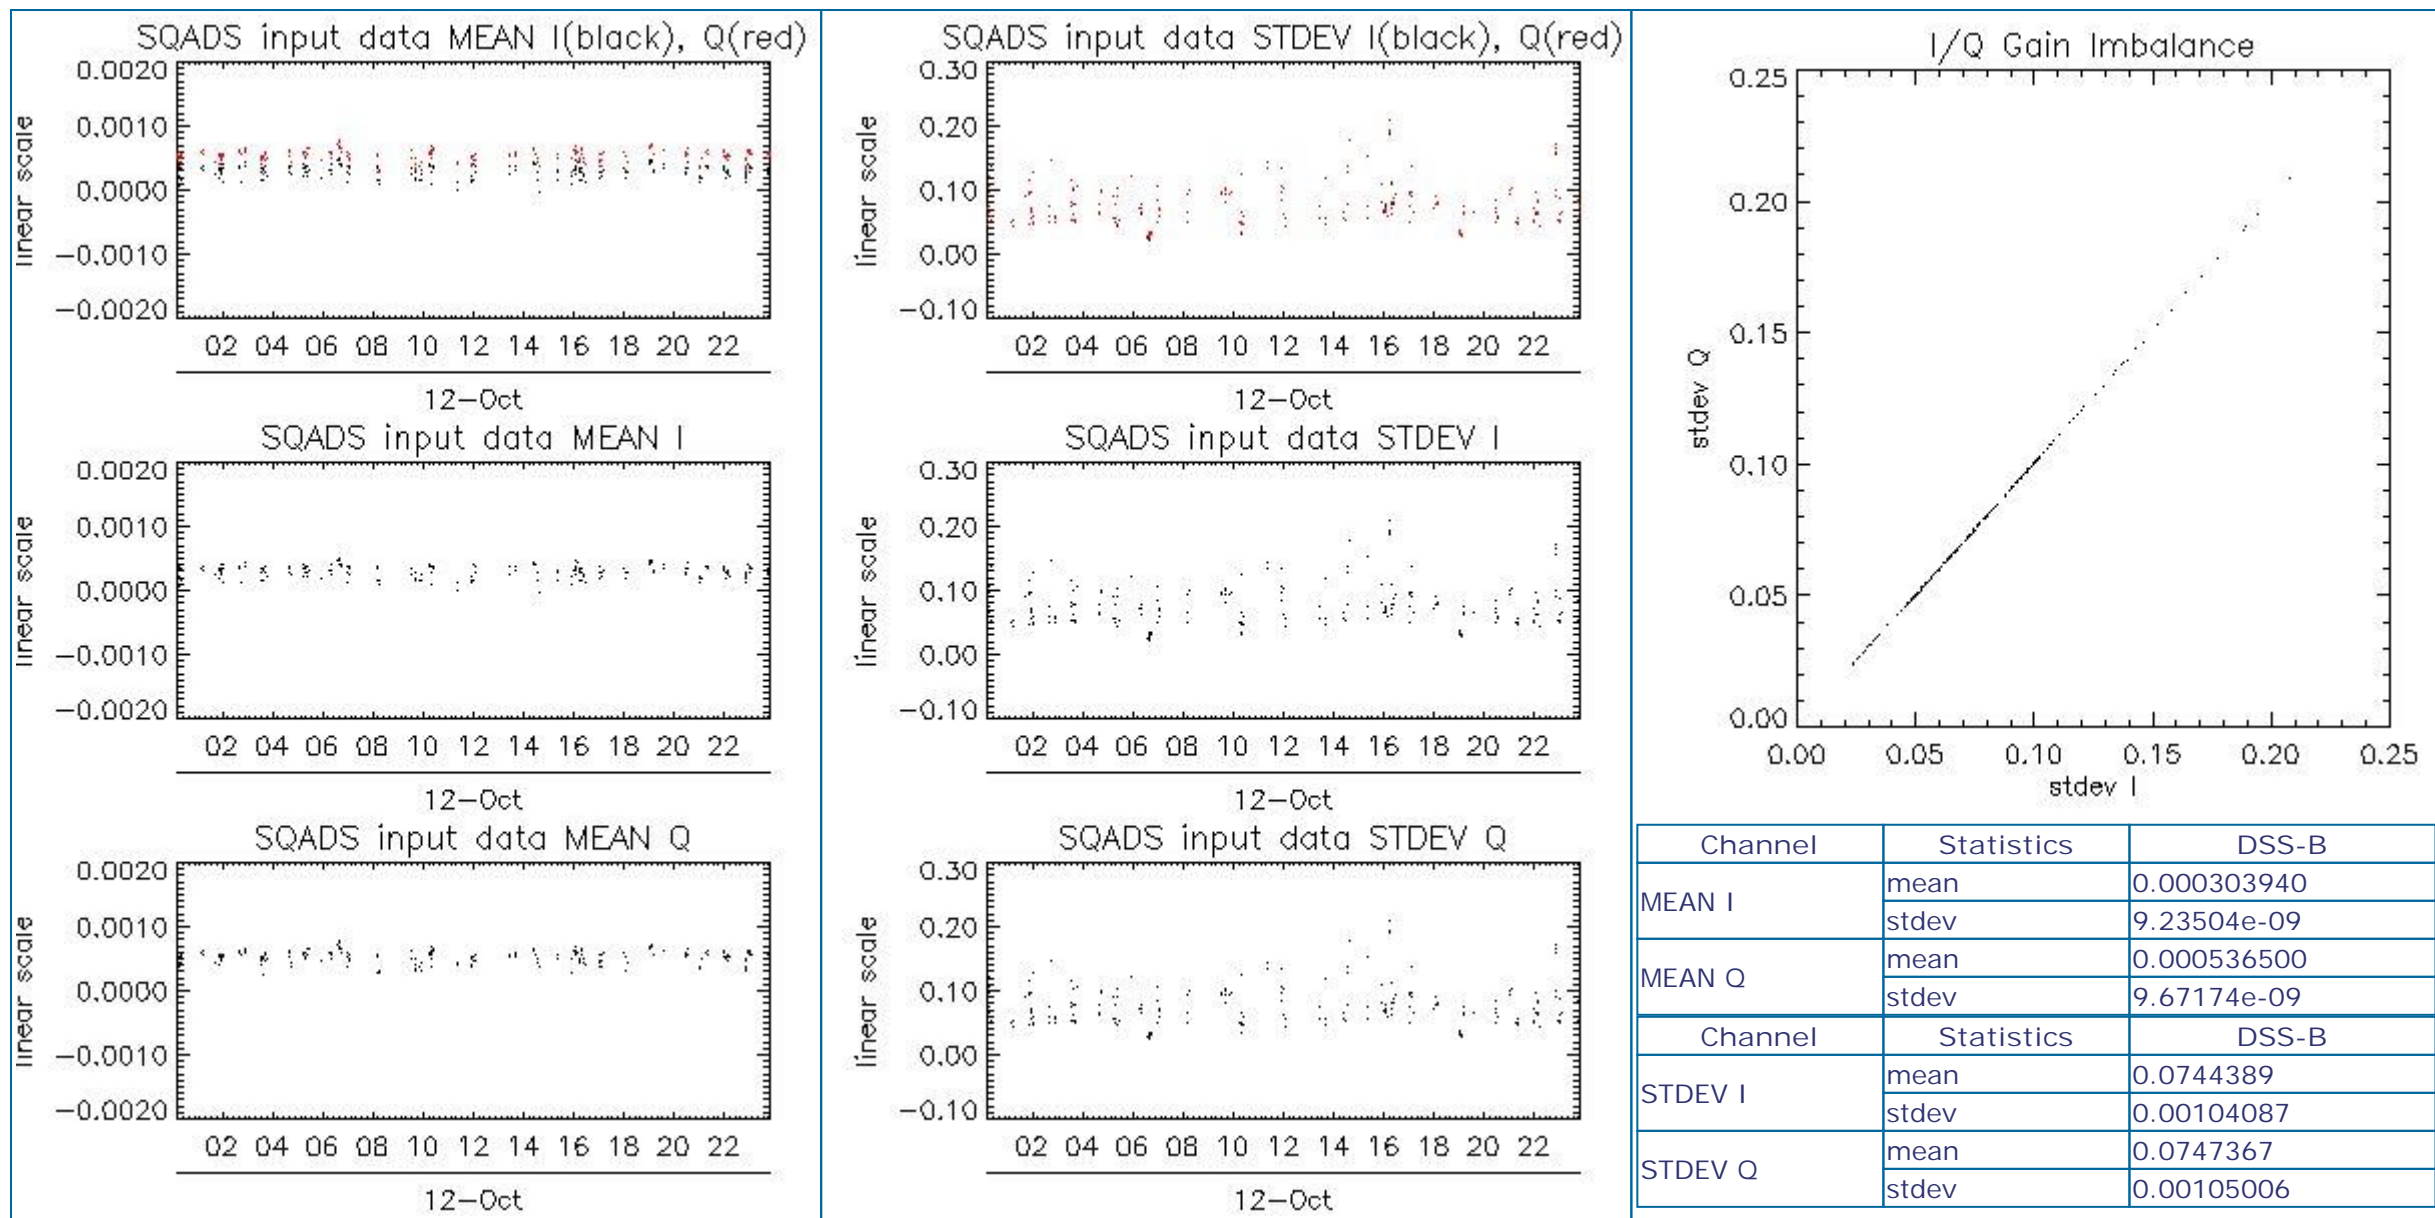 SQADS input data MEAN I(black), Q(red)
0.0020
0.0010
0.0000
−0.0010
−0.0020
linear scale
02 04 06 08 10 12 14 16 18 20 22
12−Oct
SQADS input data MEAN I
0.0020
0.0010
0.0000
−0.0010
−0.0020
linear scale
02 04 06 08 10 12 14 16 18 20 22
12−Oct
SQADS input data MEAN Q
0.0020
0.0010
0.0000
−0.0010
−0.0020
linear scale
02 04 06 08 10 12 14 16 18 20 22
12−Oct
SQADS input data STDEV I(black), Q(red)
0.30
0.20
0.10
0.00
−0.10
linear scale
02 04 06 08 10 12 14 16 18 20 22
12−Oct
SQADS input data STDEV I
0.30
0.20
0.10
0.00
−0.10
linear scale
02 04 06 08 10 12 14 16 18 20 22
12−Oct
SQADS input data STDEV Q
0.30
0.20
0.10
0.00
−0.10
linear scale
02 04 06 08 10 12 14 16 18 20 22
12−Oct
I/Q Gain Imbalance
0.25
0.20
0.15
0.10
0.05
0.00
stdev Q
0.00 0.05 0.10 0.15 0.20 0.25
stdev I
Channel Statistics DSS-B
MEAN I mean 0.000303940
stdev 9.23504e-09
MEAN Q mean 0.000536500
stdev 9.67174e-09
Channel Statistics DSS-B
STDEV I mean 0.0744389
stdev 0.00104087
STDEV Q mean 0.0747367
stdev 0.00105006